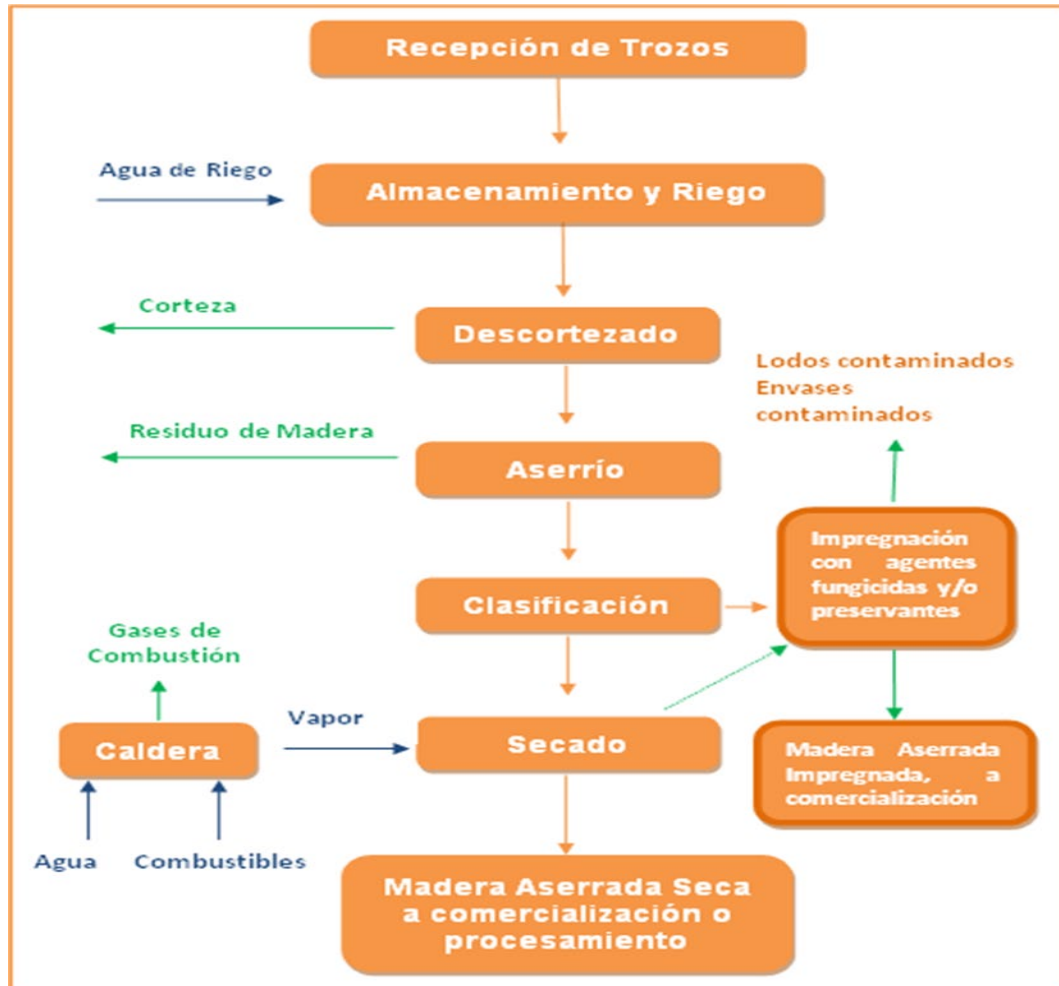 Recepción de Trozos
Agua de Riego
Almacenamiento y Riego
Corteza
Descortezado
Lodos contaminados
Envases
contaminados
Residuo de Madera
Aserrío
Impregnación
con agentes
fungicidas y/o
preservantes
Clasificación
Gases de
Combustión
Vapor
Caldera
Secado
Madera Aserrada
Impregnada, a
comercialización
Agua
Combustibles
Madera Aserrada Seca
a comercialización o
procesamiento